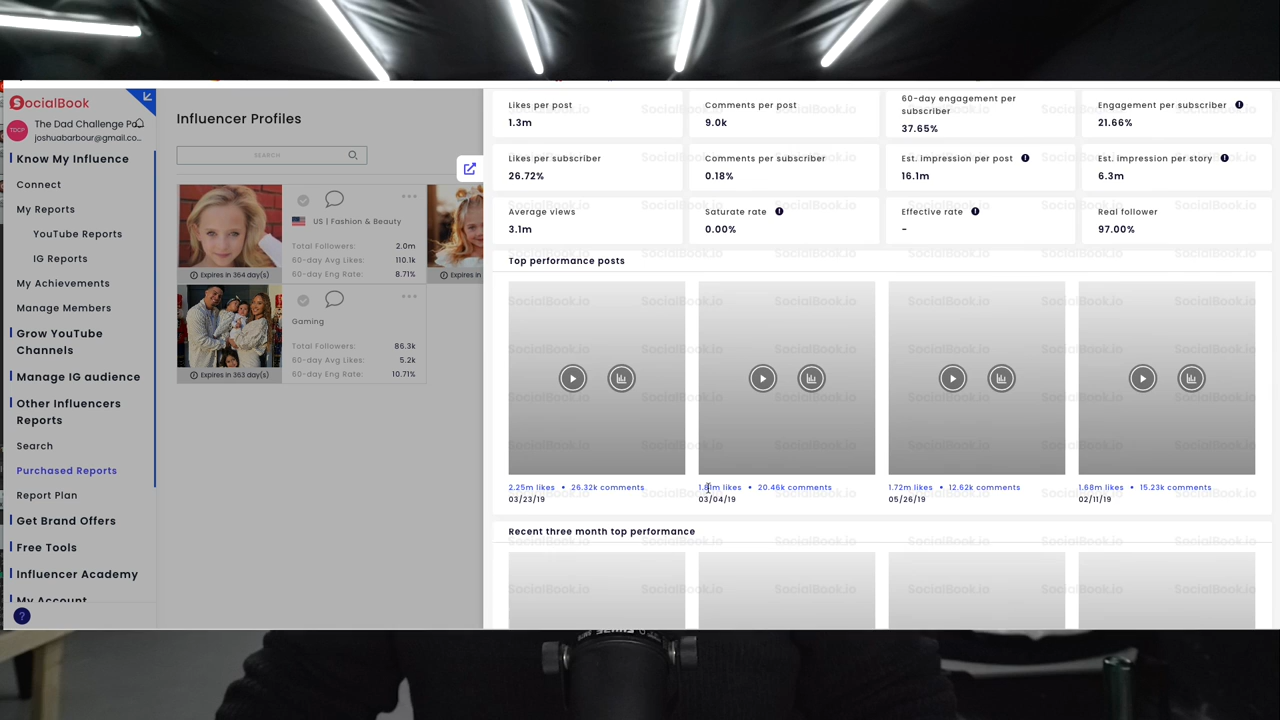 SocialBook
TDCP
The Dad Challenge Po
joshuabarbour@gmail.co...
Know My Influence
Connect
My Reports
YouTube Reports
IG Reports
My Achievements
Manage Members
Grow YouTube
Channels
Manage IG audience
Other Influencers
Reports
Search
Purchased Reports
Report Plan
Get Brand Offers
Free Tools
Influencer Academy
My Account
?
Influencer Profiles
SEARCH
US | Fashion & Beauty
Total Followers: 2.0m
60-day Avg Likes: 110.1k
60-day Eng Rate: 8.71%
Expires in 364 day(s)
Expires in
Gaming
Total Followers: 86.3k
60-day Avg Likes: 5.2k
60-day Eng Rate: 10.71%
Expires in 363 day(s)
Likes per post
1.3m
Comments per post
9.0k
60-day engagement per
subscriber
37.65%
Engagement per subscriber
21.66%
Likes per subscriber
26.72%
Comments per subscriber
0.18%
Est. impression per post
16.1m
Est. impression per story
6.3m
Average views
3.1m
Saturate rate
0.00%
Effective rate
-
Real follower
97.00%
Top performance posts
2.25m likes • 26.32k comments
03/23/19
likes • 20.46k comments
03/04/19
1.72m likes • 12.62k comments
05/26/19
1.68m likes • 15.23k comments
02/11/19
Recent three month top performance
SocialBook.io